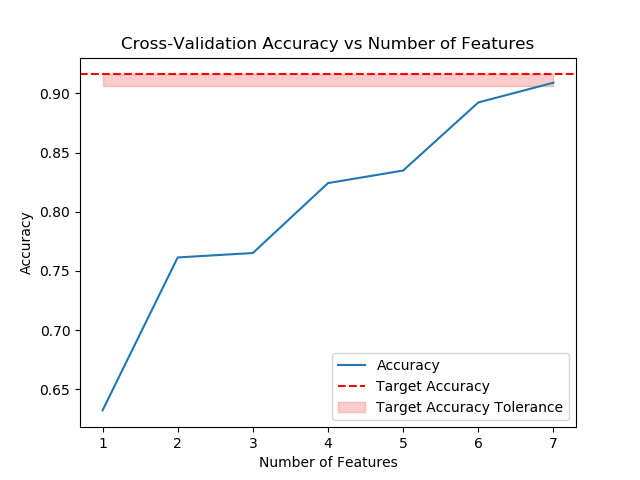 Cross-Validation Accuracy vs Number of Features
Accuracy
0.90
0.85
0.80
0.75
0.70
0.65
Accuracy
Target Accuracy
Target Accuracy Tolerance
1 2 3 4 5 6 7
Number of Features